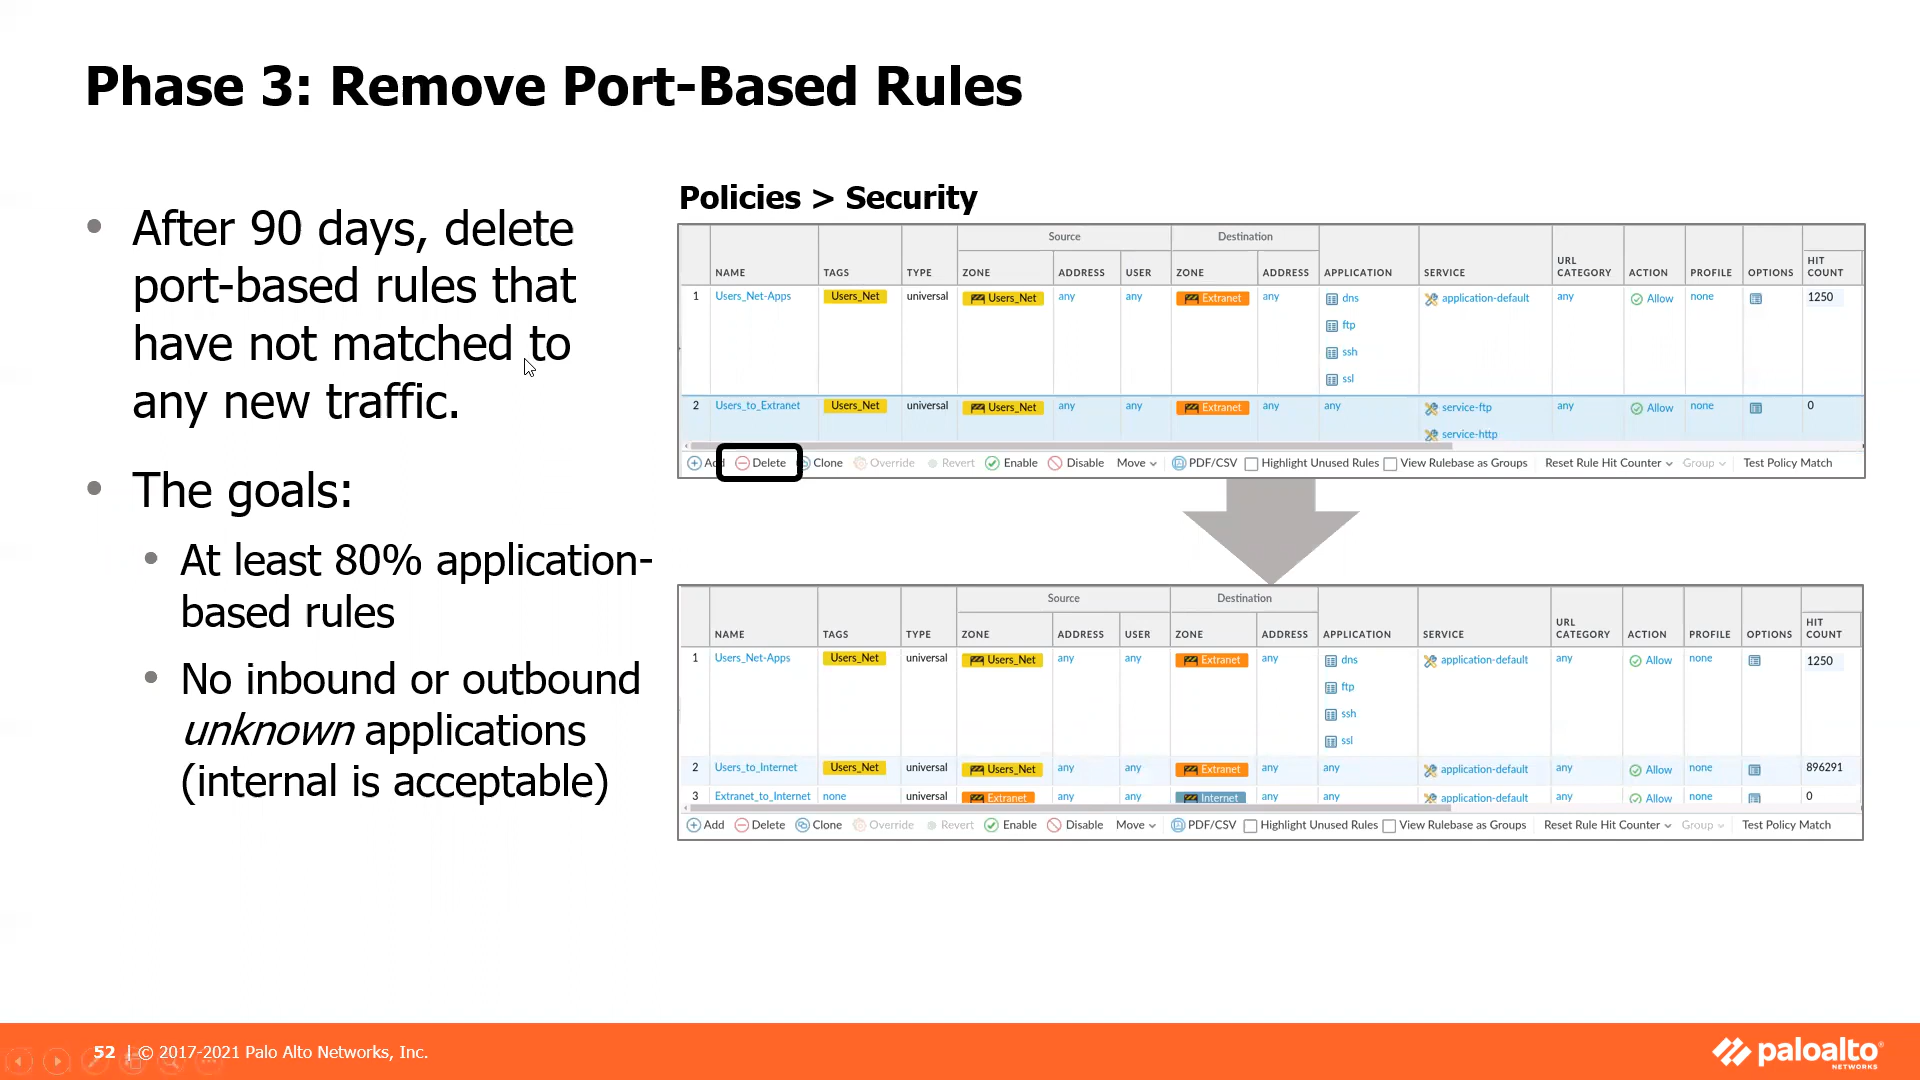 Phase 3: Remove Port-Based Rules
• After 90 days, delete
port-based rules that
have not matched to
any new traffic.
• The goals:
• At least 80% application-
based rules
• No inbound or outbound
unknown applications
(internal is acceptable)
Policies > Security
Source Destination
NAME TAGS TYPE ZONE ADDRESS USER ZONE ADDRESS APPLICATION SERVICE URL CATEGORY ACTION PROFILE OPTIONS HIT COUNT
1 Users_Net-Apps Users_Net universal Users_Net any any Extranet any dns application-default any Allow none 1250
ftp
ssh
ssl
2 Users_to_Extranet Users_Net universal Users_Net any any Extranet any any service-ftp any Allow none 0
service-http
Add Delete Clone Override Revert Enable Disable Move PDF/CSV Highlight Unused Rules View Rulebase as Groups Reset Rule Hit Counter Group Test Policy Match
Source Destination
NAME TAGS TYPE ZONE ADDRESS USER ZONE ADDRESS APPLICATION SERVICE URL CATEGORY ACTION PROFILE OPTIONS HIT COUNT
1 Users_Net-Apps Users_Net universal Users_Net any any Extranet any dns application-default any Allow none 1250
ftp
ssh
ssl
2 Users_to_Internet Users_Net universal Users_Net any any Extranet any any application-default any Allow none 896291
3 Extranet_to_Internet none universal Extranet any any Internet any any application-default any Allow none 0
Add Delete Clone Override Revert Enable Disable Move PDF/CSV Highlight Unused Rules View Rulebase as Groups Reset Rule Hit Counter Group Test Policy Match
52 | © 2017-2021 Palo Alto Networks, Inc.
paloalto®
NETWORKS